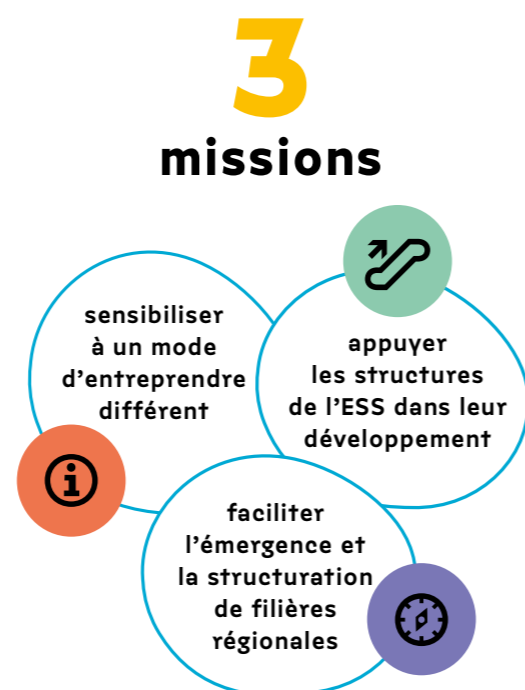 3
missions
sensibiliser
à un mode
d'entreprendre
différent
appuyer
les structures
de l'ESS dans leur
développement
faciliter
l'émergence et
la structuration
de filières
régionales